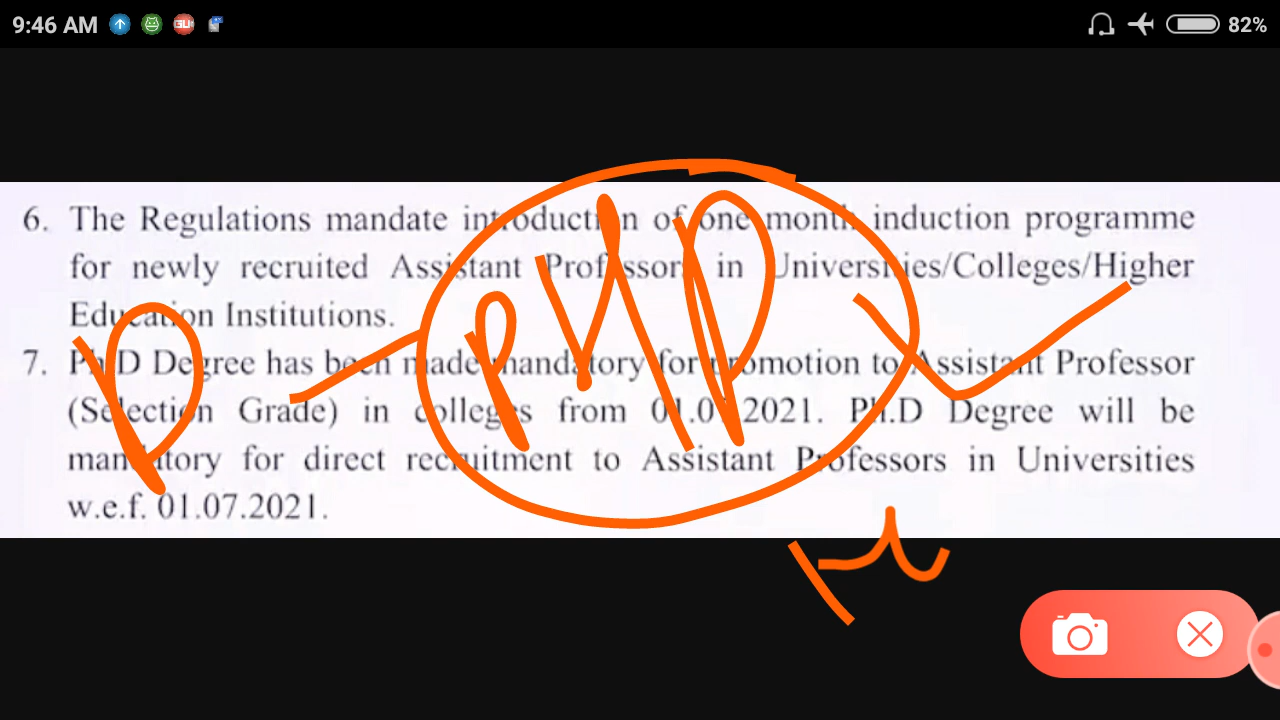 9:46 AM
82%
6. The Regulations mandate introduction of one month induction programme
for newly recruited Assistant Professors in Universities/Colleges/Higher
Education Institutions.
7. Ph.D Degree has been made mandatory for promotion to Assistant Professor
(Selection Grade) in colleges from 01.07.2021. Ph.D Degree will be
mandatory for direct recruitment to Assistant Professors in Universities
w.e.f. 01.07.2021.
P - PHD